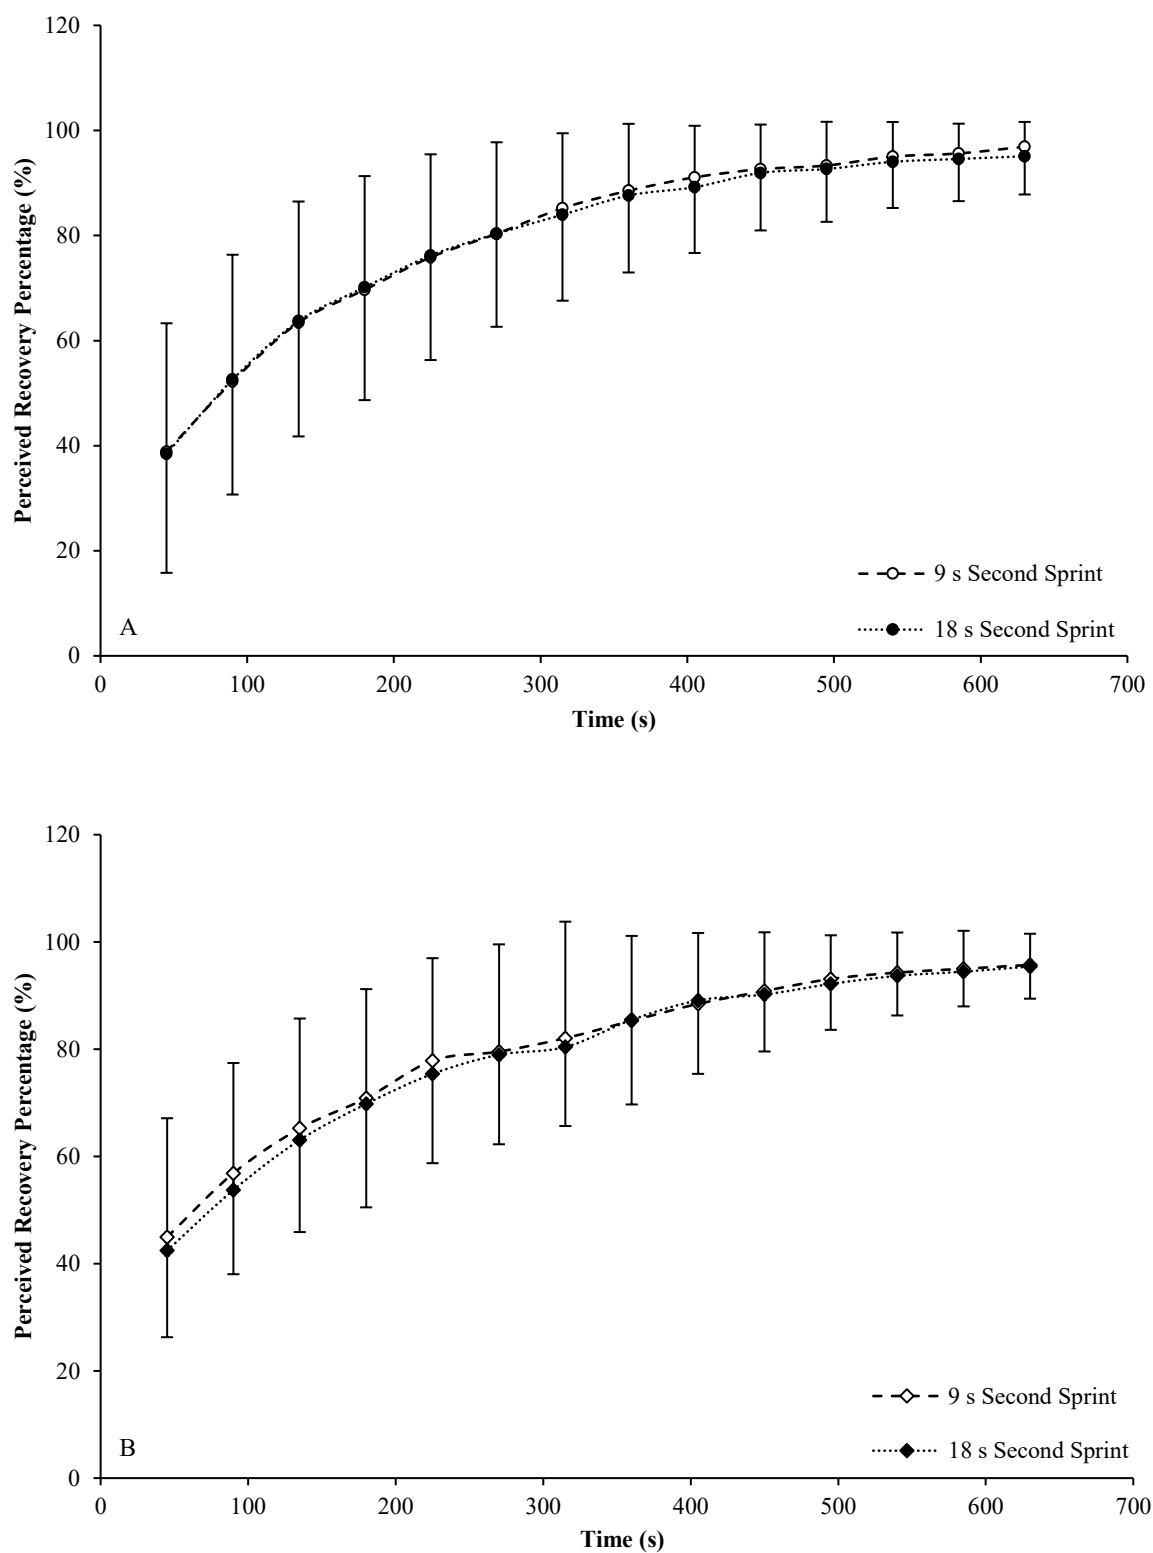 120
100
80
60
40
20
0
Perceived Recovery Percentage (%)
9 s Second Sprint
18 s Second Sprint
A
0 100 200 300 400 500 600 700
Time (s)
120
100
80
60
40
20
0
Perceived Recovery Percentage (%)
9 s Second Sprint
18 s Second Sprint
B
0 100 200 300 400 500 600 700
Time (s)